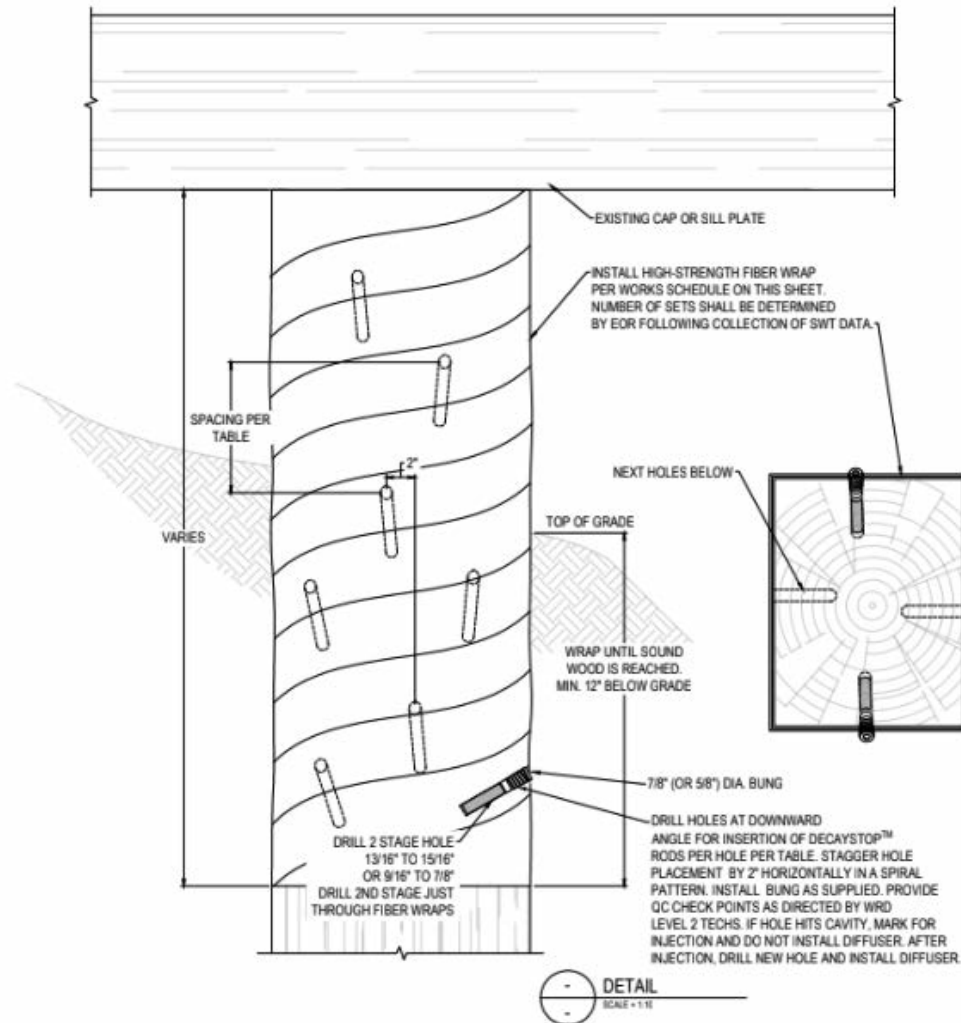 EXISTING CAP OR SILL PLATE
INSTALL HIGH-STRENGTH FIBER WRAP
PER WORKS SCHEDULE ON THIS SHEET.
NUMBER OF SETS SHALL BE DETERMINED
BY EOR FOLLOWING COLLECTION OF SWT DATA.
SPACING PER
TABLE
2"
NEXT HOLES BELOW
VARIES
TOP OF GRADE
WRAP UNTIL SOUND
WOOD IS REACHED.
MIN. 12" BELOW GRADE
7/8" (OR 5/8") DIA. BUNG
DRILL 2 STAGE HOLE
13/16" TO 15/16"
OR 9/16" TO 7/8"
DRILL 2ND STAGE JUST
THROUGH FIBER WRAPS
DRILL HOLES AT DOWNWARD
ANGLE FOR INSERTION OF DECAYSTOP™
RODS PER HOLE PER TABLE. STAGGER HOLE
PLACEMENT BY 2" HORIZONTALLY IN A SPIRAL
PATTERN. INSTALL BUNG AS SUPPLIED. PROVIDE
QC CHECK POINTS AS DIRECTED BY WRD
LEVEL 2 TECHS. IF HOLE HITS CAVITY, MARK FOR
INJECTION AND DO NOT INSTALL DIFFUSER. AFTER
INJECTION, DRILL NEW HOLE AND INSTALL DIFFUSER.
- DETAIL
- SCALE = 1:10